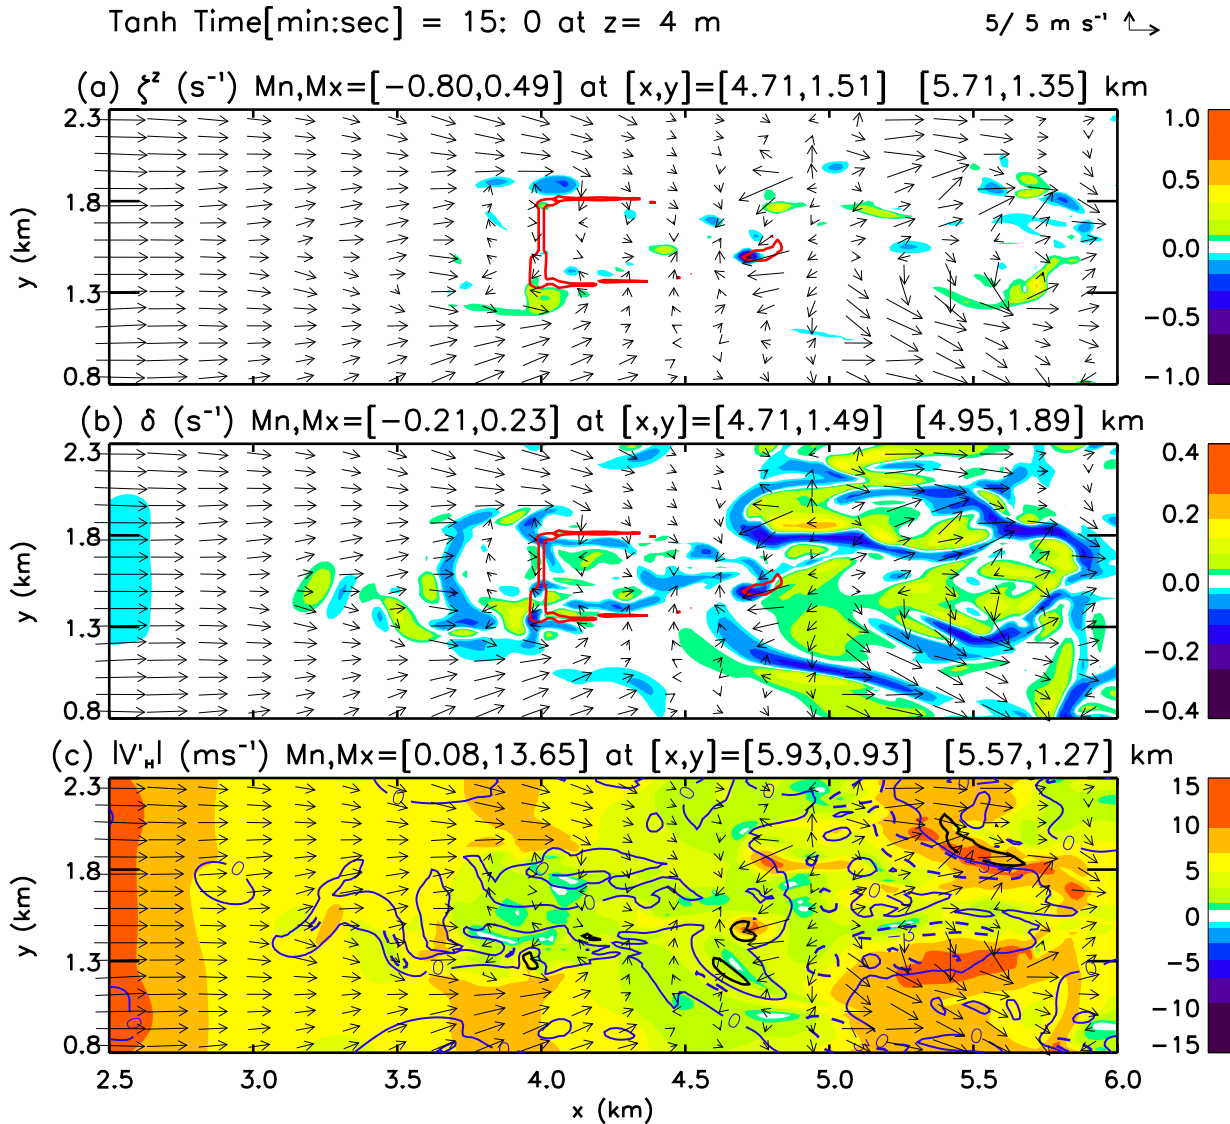 Tanh Time[min:sec] = 15: 0 at z= 4 m
5/ 5 m s⁻¹
(a) ζᶻ (s⁻¹) Mn,Mx=[−0.80,0.49] at [x,y]=[4.71,1.51] [5.71,1.35] km
2.3
1.8
1.3
0.8
y (km)
1.0
0.5
0.0
−0.5
−1.0
(b) δ (s⁻¹) Mn,Mx=[−0.21,0.23] at [x,y]=[4.71,1.49] [4.95,1.89] km
2.3
1.8
1.3
0.8
y (km)
0.4
0.2
0.0
−0.2
−0.4
(c) |V'ₕ| (ms⁻¹) Mn,Mx=[0.08,13.65] at [x,y]=[5.93,0.93] [5.57,1.27] km
2.3
1.8
1.3
0.8
y (km)
15
10
5
0
−5
−10
−15
2.5 3.0 3.5 4.0 4.5 5.0 5.5 6.0
x (km)